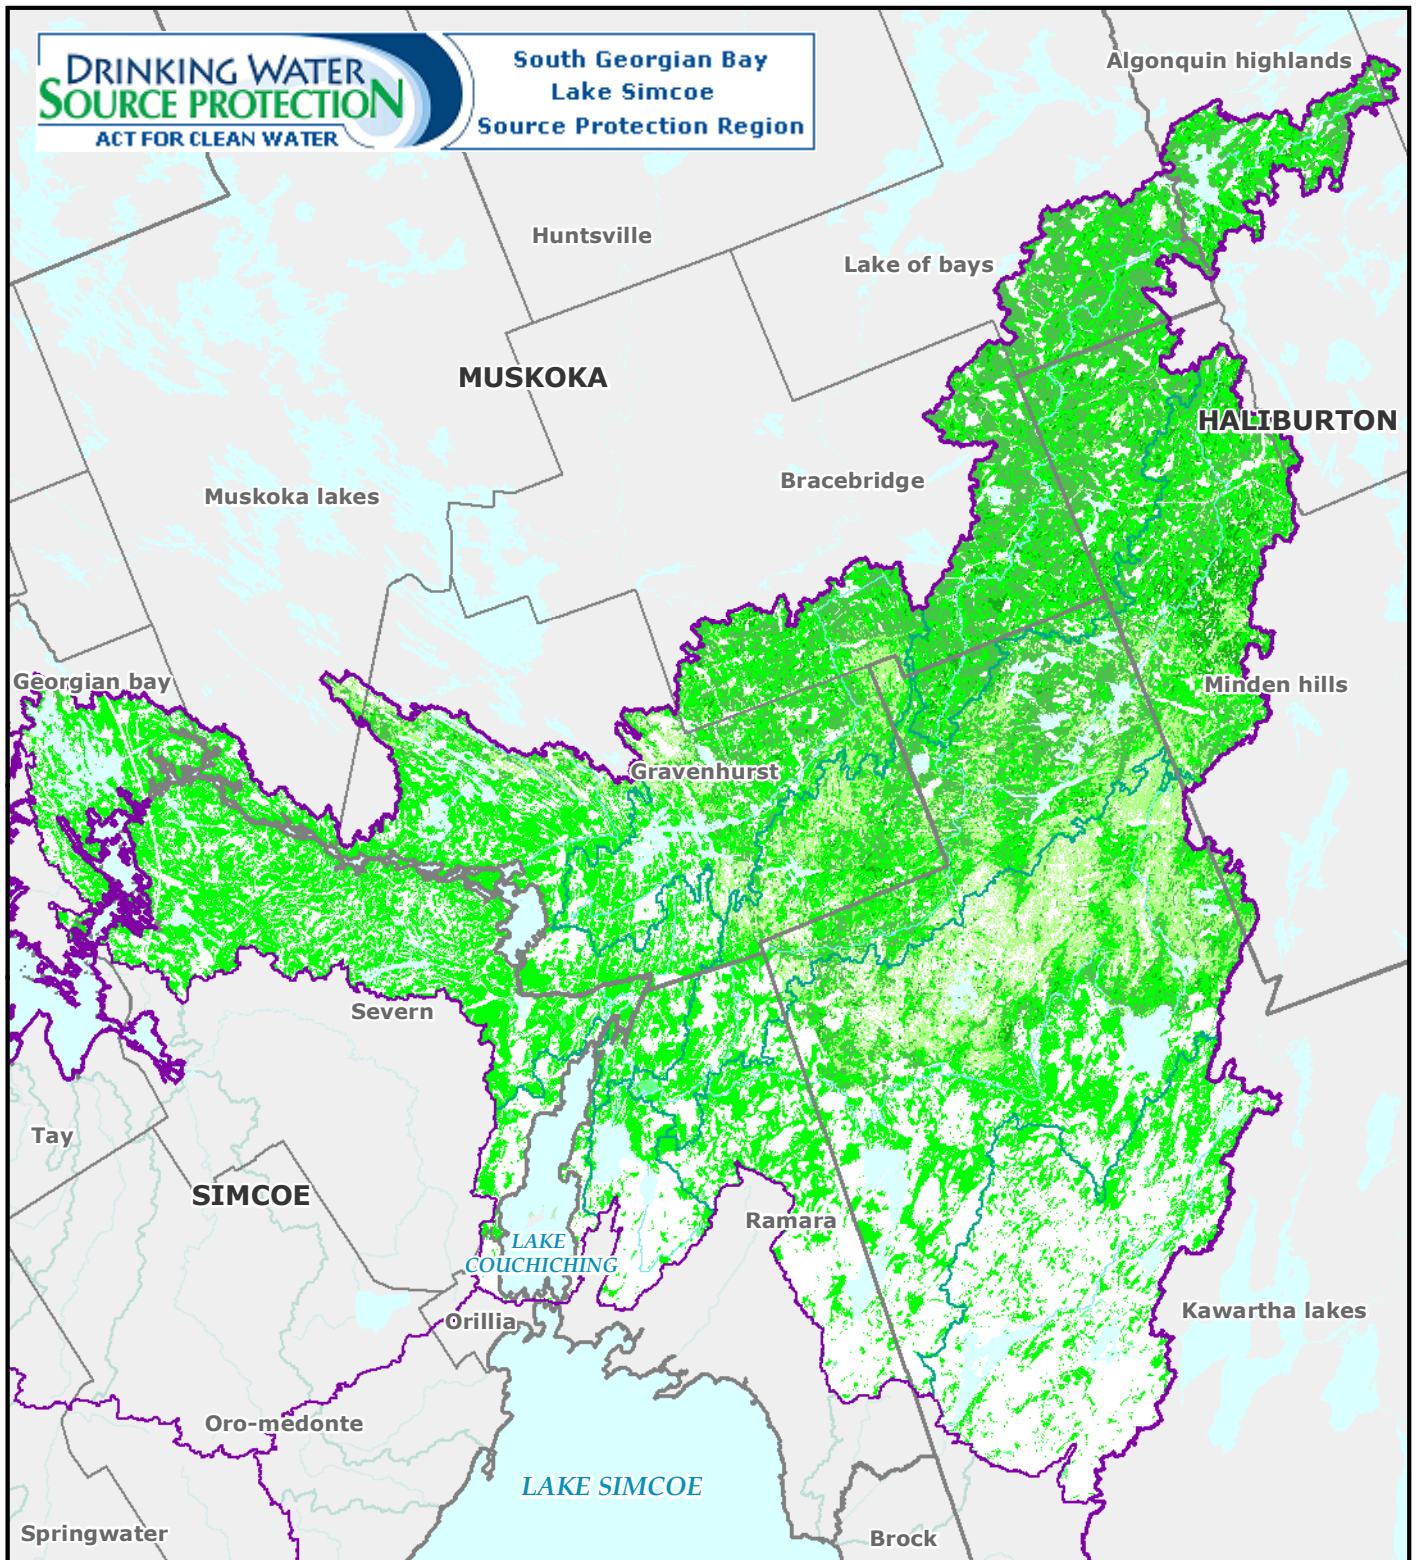 DRINKING WATER
SOURCE PROTECTION
ACT FOR CLEAN WATER
South Georgian Bay
Lake Simcoe
Source Protection Region
Algonquin highlands
Huntsville
Lake of bays
MUSKOKA
HALIBURTON
Bracebridge
Muskoka lakes
Georgian bay
Minden hills
Gravenhurst
Severn
Tay
SIMCOE
Ramara
LAKE
COUCHICHING
Kawartha lakes
Orillia
Oro-medonte
LAKE SIMCOE
Springwater
Brock